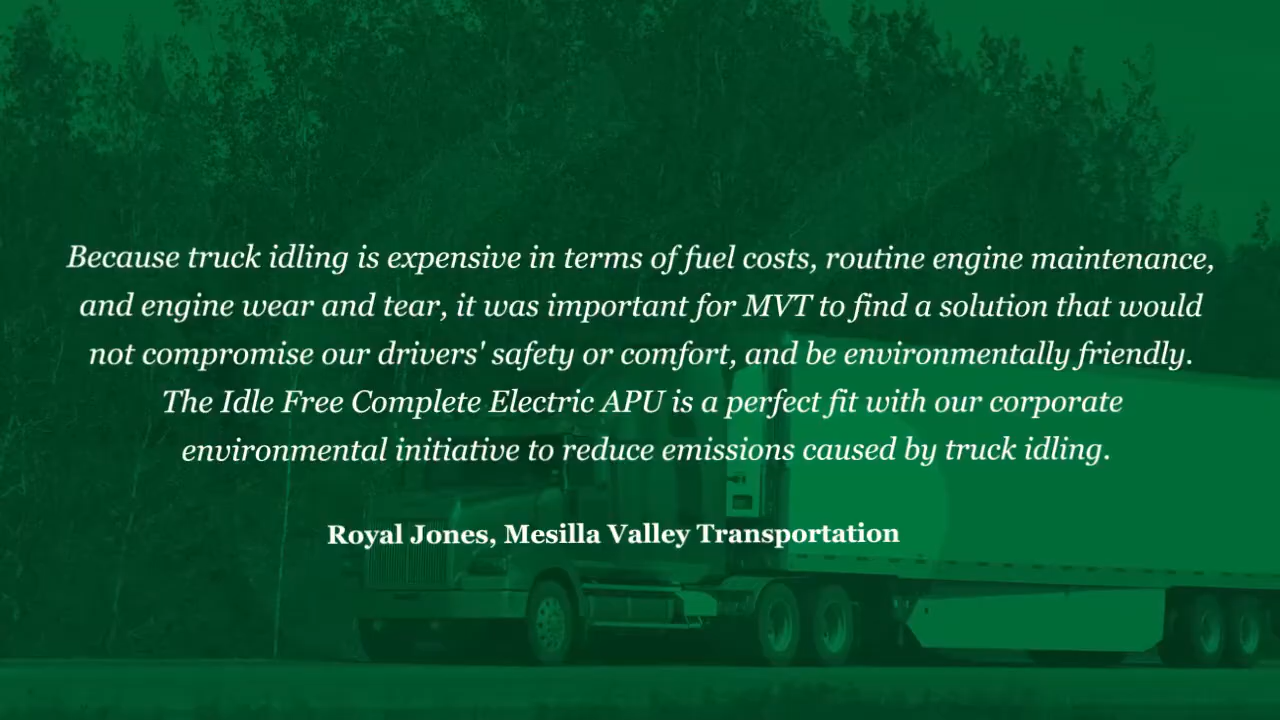 Because truck idling is expensive in terms of fuel costs, routine engine maintenance,
and engine wear and tear, it was important for MVT to find a solution that would
not compromise our drivers' safety or comfort, and be environmentally friendly.
The Idle Free Complete Electric APU is a perfect fit with our corporate
environmental initiative to reduce emissions caused by truck idling.
Royal Jones, Mesilla Valley Transportation